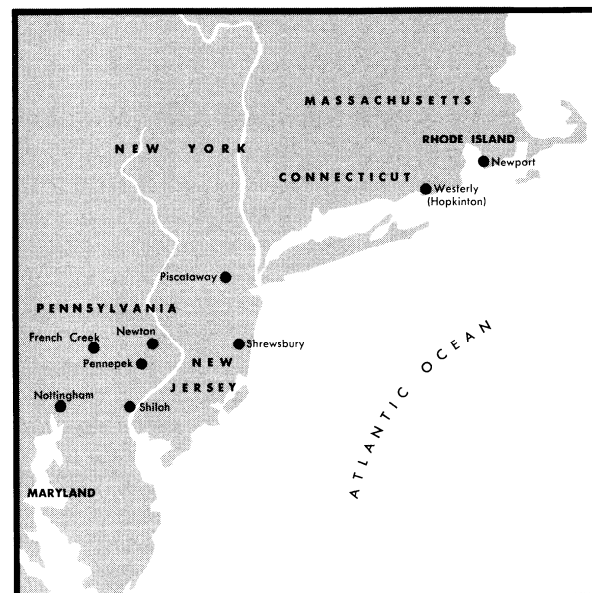 MASSACHUSETTS
NEW YORK
RHODE ISLAND
Newport
CONNECTICUT
Westerly
(Hopkinton)
Piscataway
PENNSYLVANIA
French Creek
Newton
Shrewsbury
Pennepek
NEW
JERSEY
Nottingham
Shiloh
ATLANTIC OCEAN
MARYLAND